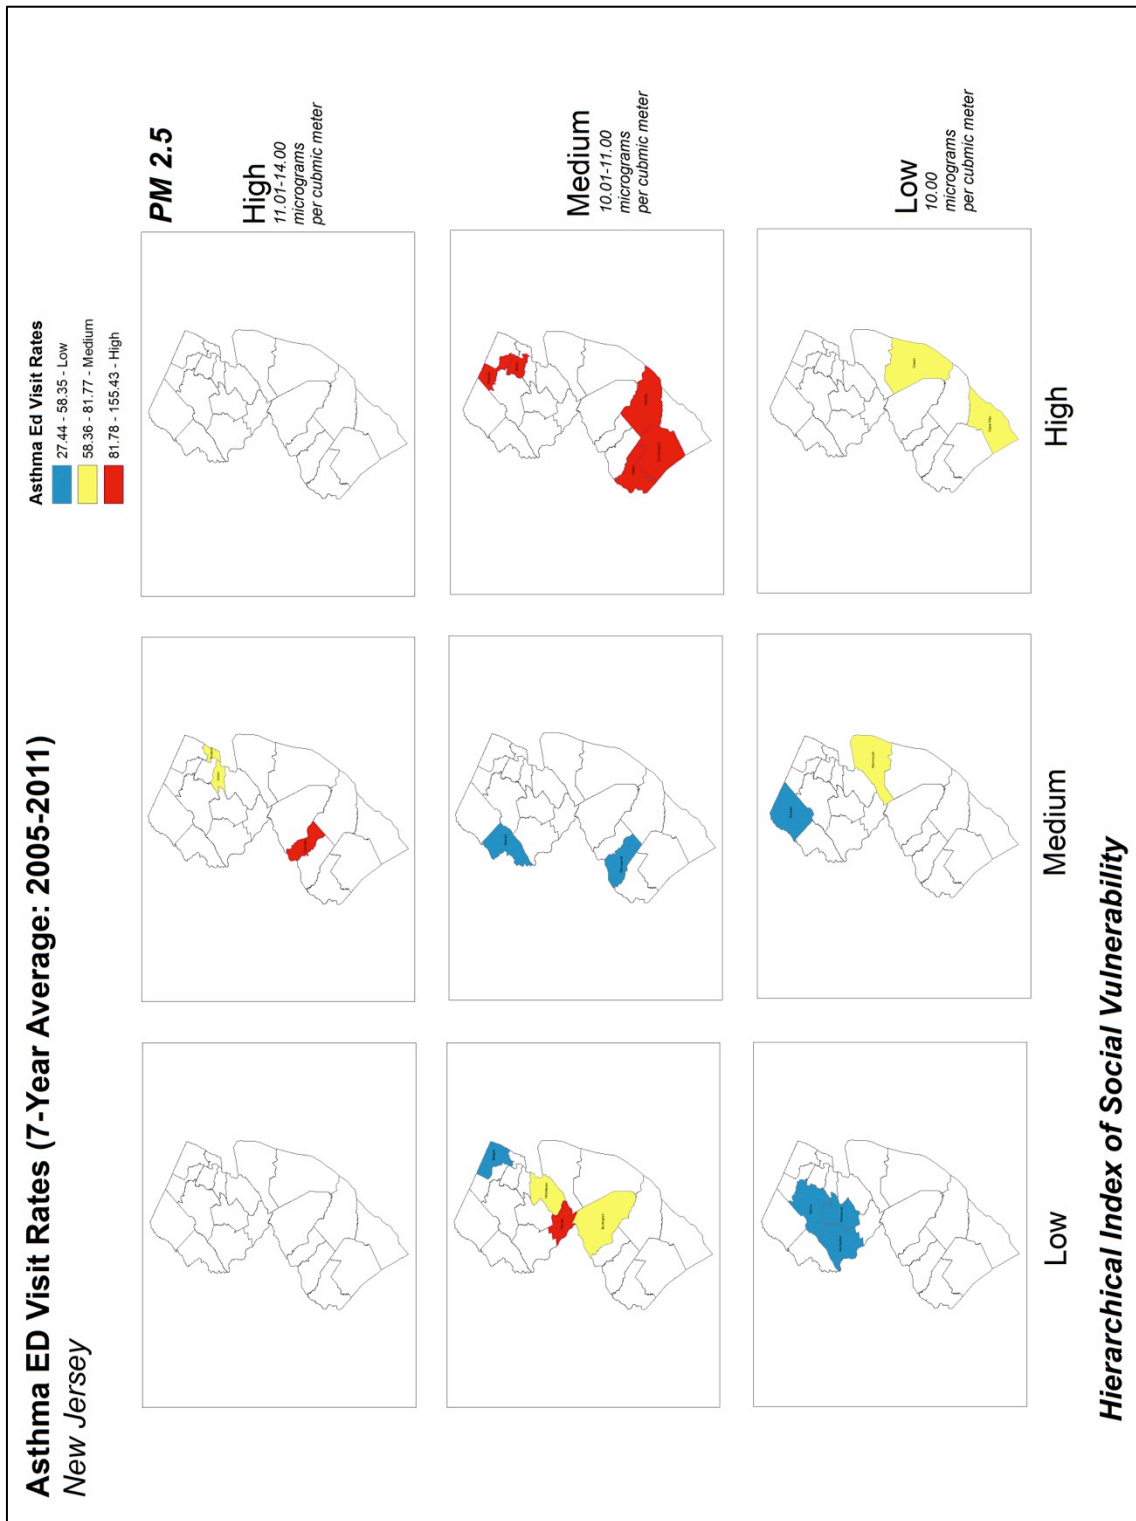 Asthma ED Visit Rates (7-Year Average: 2005-2011)
New Jersey
Asthma Ed Visit Rates
27.44 - 58.35 - Low
58.36 - 81.77 - Medium
81.78 - 155.43 - High
PM 2.5
High
11.01-14.00
micrograms
per cubmic meter
Medium
10.01-11.00
micrograms
per cubmic meter
Low
10.00
micrograms
per cubmic meter
Low
Medium
High
Hierarchical Index of Social Vulnerability